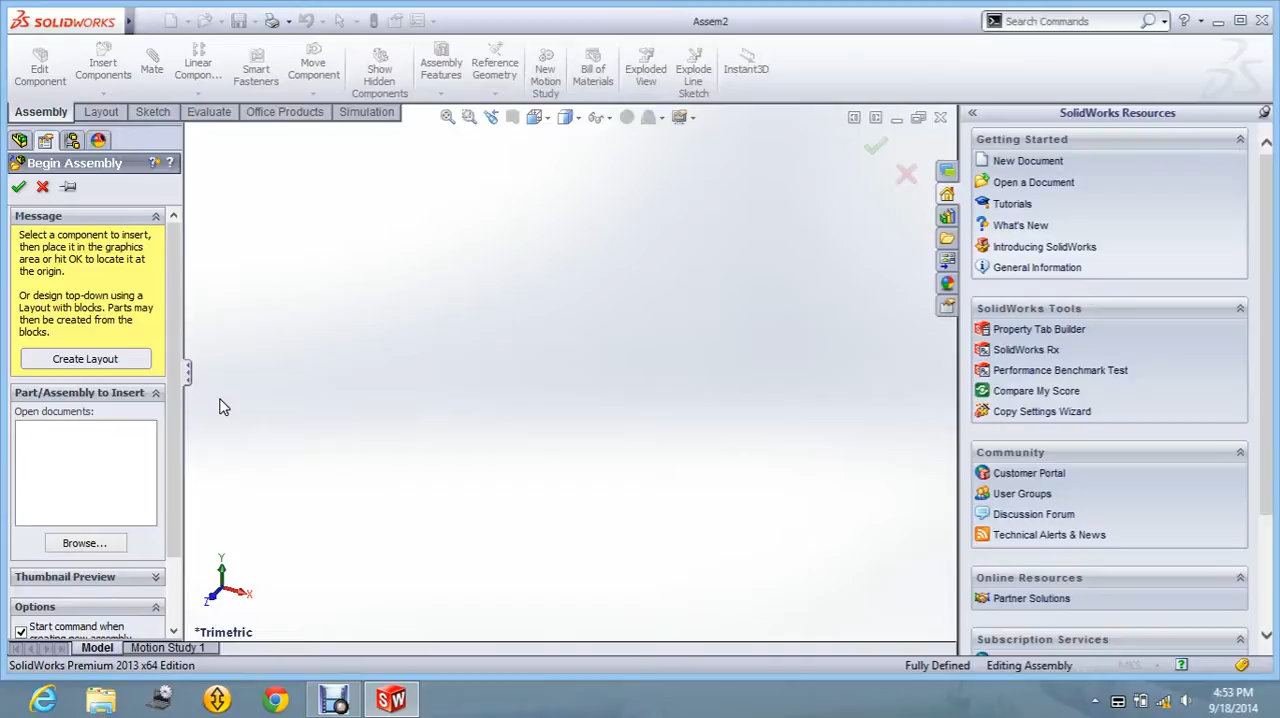 SOLIDWORKS
Assem2
Search Commands
Edit Component
Insert Components
Mate
Linear Compon...
Smart Fasteners
Move Component
Show Hidden Components
Assembly Features
Reference Geometry
New Motion Study
Bill of Materials
Exploded View
Explode Line Sketch
Instant3D
Assembly
Layout
Sketch
Evaluate
Office Products
Simulation
Begin Assembly
Message
Select a component to insert,
then place it in the graphics
area or hit OK to locate it at
the origin.
Or design top-down using a
Layout with blocks. Parts may
then be created from the
blocks.
Create Layout
Part/Assembly to Insert
Open documents:
Browse...
Thumbnail Preview
Options
Start command when
creating new assembly
Y
X
Z
*Trimetric
Model
Motion Study 1
SolidWorks Premium 2013 x64 Edition
Fully Defined
Editing Assembly
MKS
SolidWorks Resources
Getting Started
New Document
Open a Document
Tutorials
What's New
Introducing SolidWorks
General Information
SolidWorks Tools
Property Tab Builder
SolidWorks Rx
Performance Benchmark Test
Compare My Score
Copy Settings Wizard
Community
Customer Portal
User Groups
Discussion Forum
Technical Alerts & News
Online Resources
Partner Solutions
Subscription Services
4:53 PM
9/18/2014